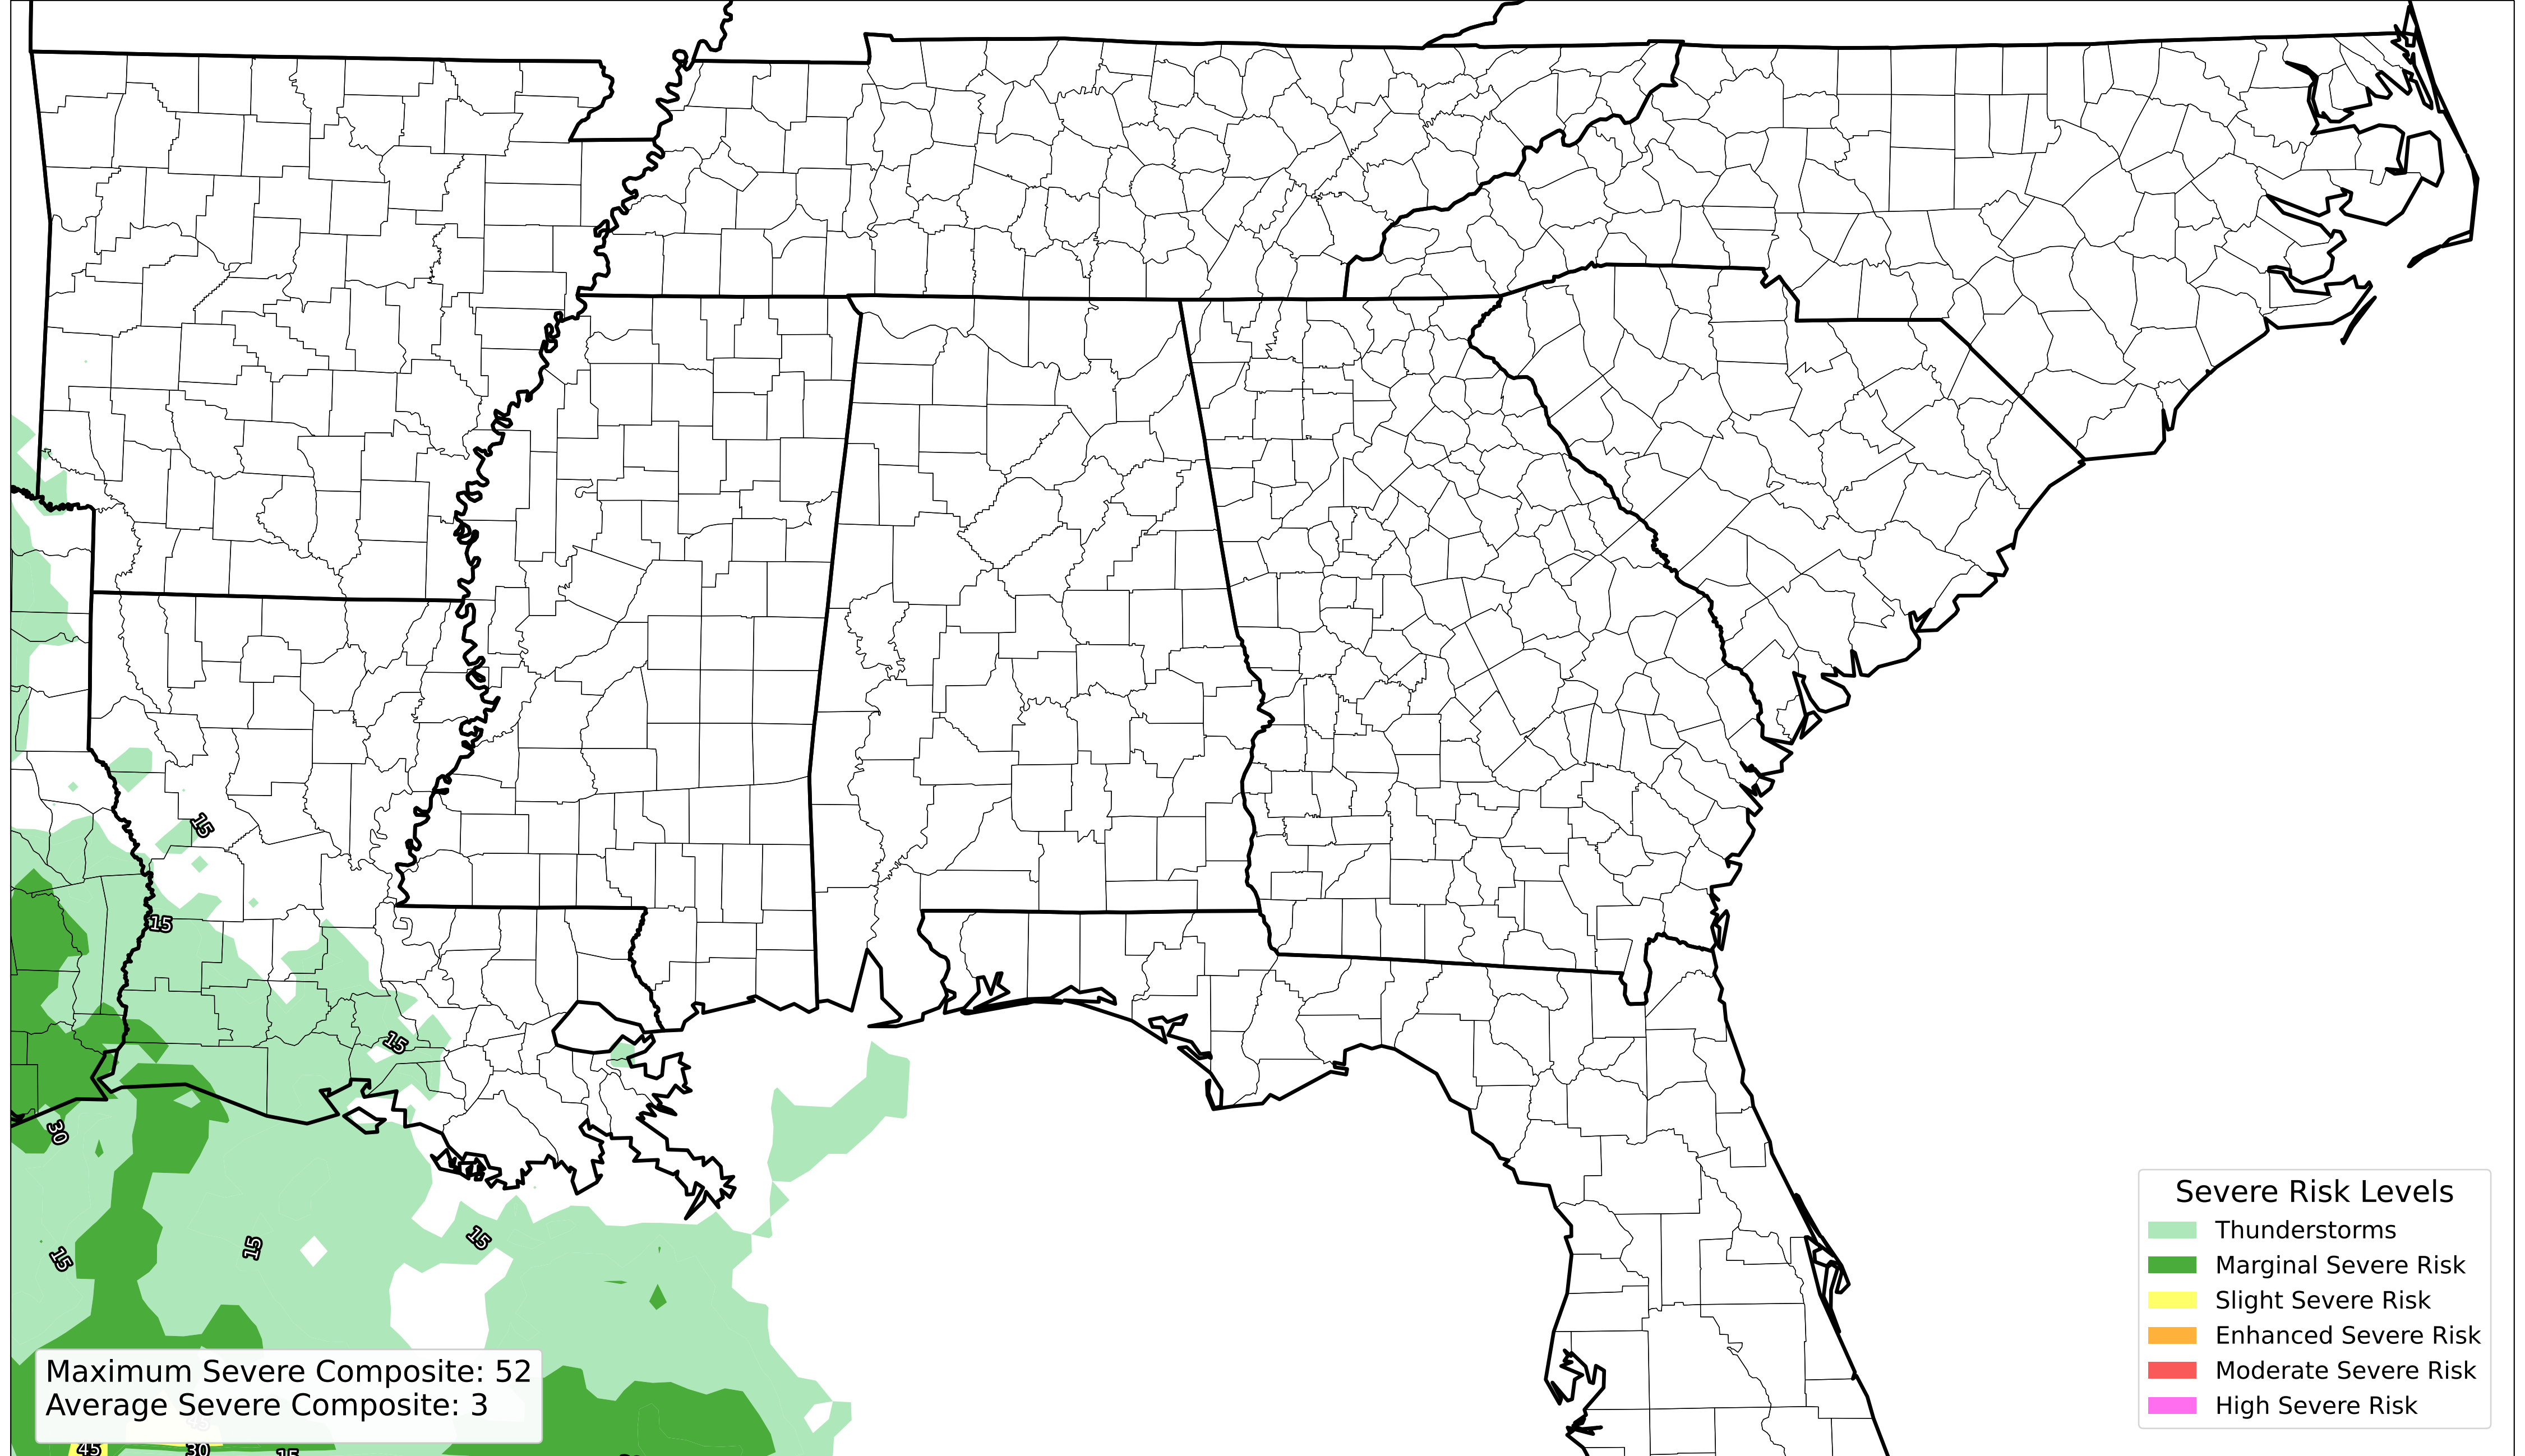 15
15
15
30
15
15
15
Severe Risk Levels
Thunderstorms
Marginal Severe Risk
Slight Severe Risk
Enhanced Severe Risk
Moderate Severe Risk
High Severe Risk
Maximum Severe Composite: 52
Average Severe Composite: 3
45
30
15